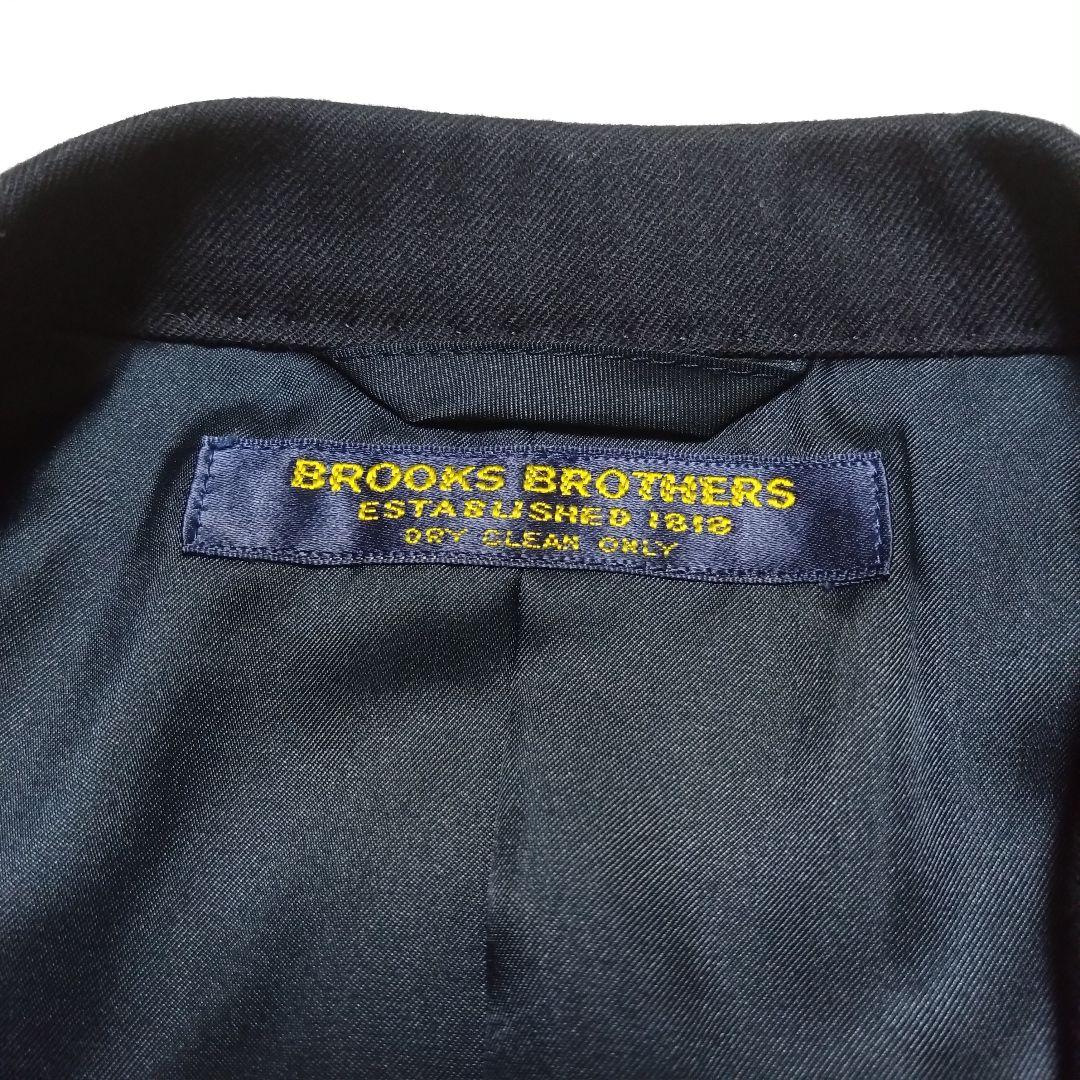 BROOKS BROTHERS
ESTABLISHED 1818
DRY CLEAN ONLY